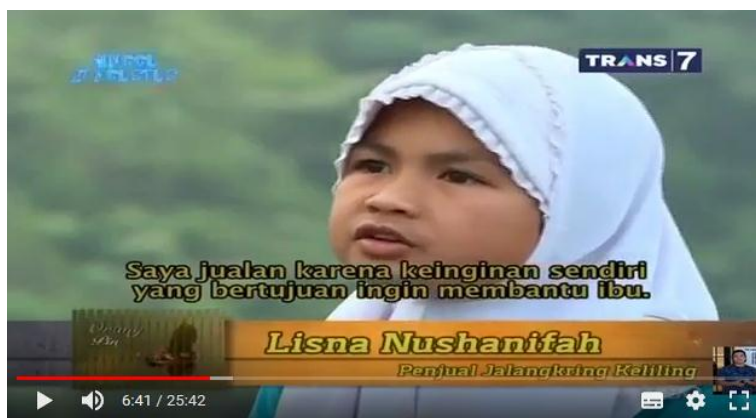 TRANS|7
Saya jualan karena keinginan sendiri
yang bertujuan ingin membantu ibu.
Orang
Lisna Nushanifah
Penjual Jalangkring Keliling
6:41 / 25:42